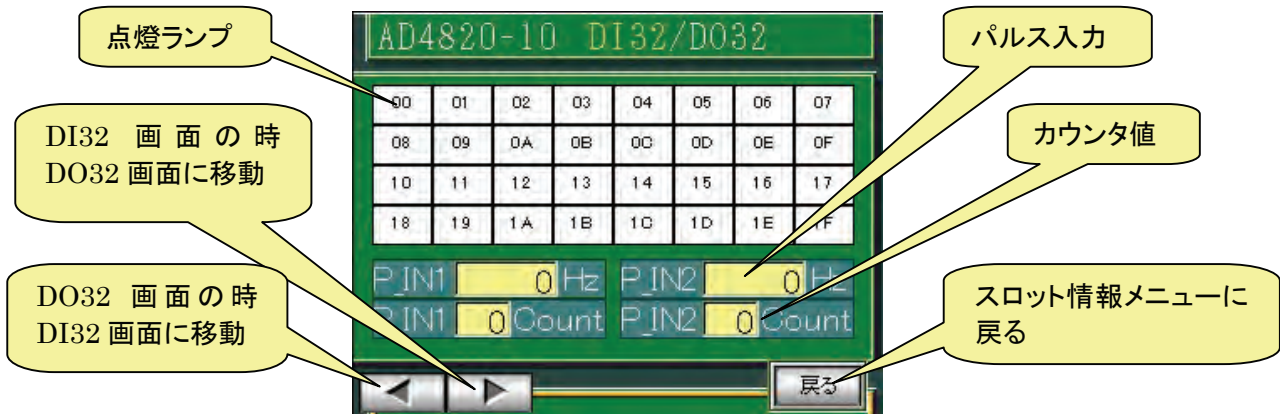 点燈ランプ
AD4820-10 DI32/DO32
パルス入力
00 01 02 03 04 05 06 07
DI32 画面の時
DO32 画面に移動
08 09 0A 0B 0C 0D 0E 0F
カウンタ値
10 11 12 13 14 15 16 17
18 19 1A 1B 1C 1D 1E 1F
P_IN1 0 Hz P_IN2 0 Hz
P_IN1 0 Count P_IN2 0 Count
DO32 画面の時
DI32 画面に移動
スロット情報メニューに
戻る
戻る